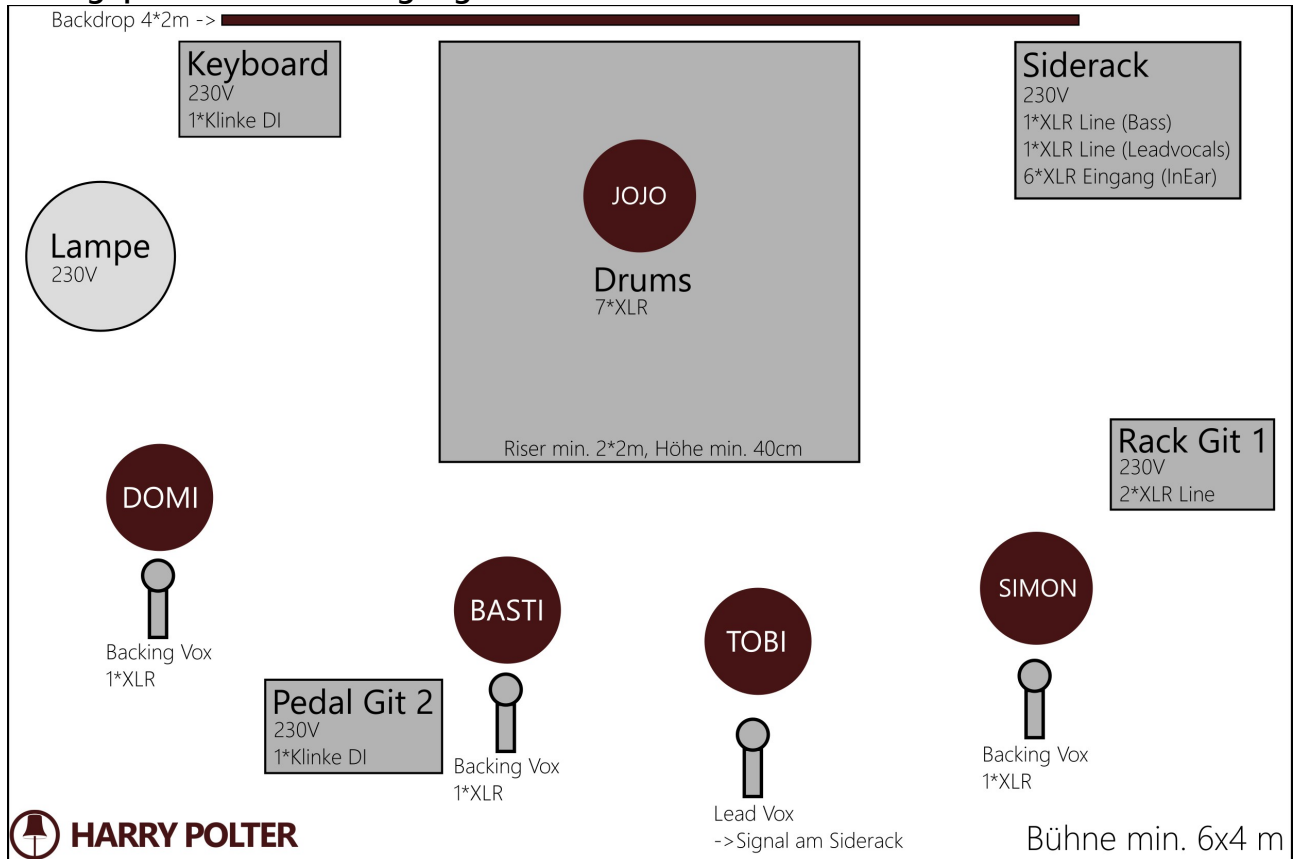 Backdrop 4*2m ->
Keyboard
230V
1*Klinke DI
Siderack
230V
1*XLR Line (Bass)
1*XLR Line (Leadvocals)
6*XLR Eingang (InEar)
JOJO
Drums
7*XLR
Riser min. 2*2m, Höhe min. 40cm
Lampe
230V
Rack Git 1
230V
2*XLR Line
DOMI
Backing Vox
1*XLR
BASTI
Backing Vox
1*XLR
TOBI
Lead Vox
->Signal am Siderack
SIMON
Backing Vox
1*XLR
Pedal Git 2
230V
1*Klinke DI
HARRY POLTER
Bühne min. 6x4 m